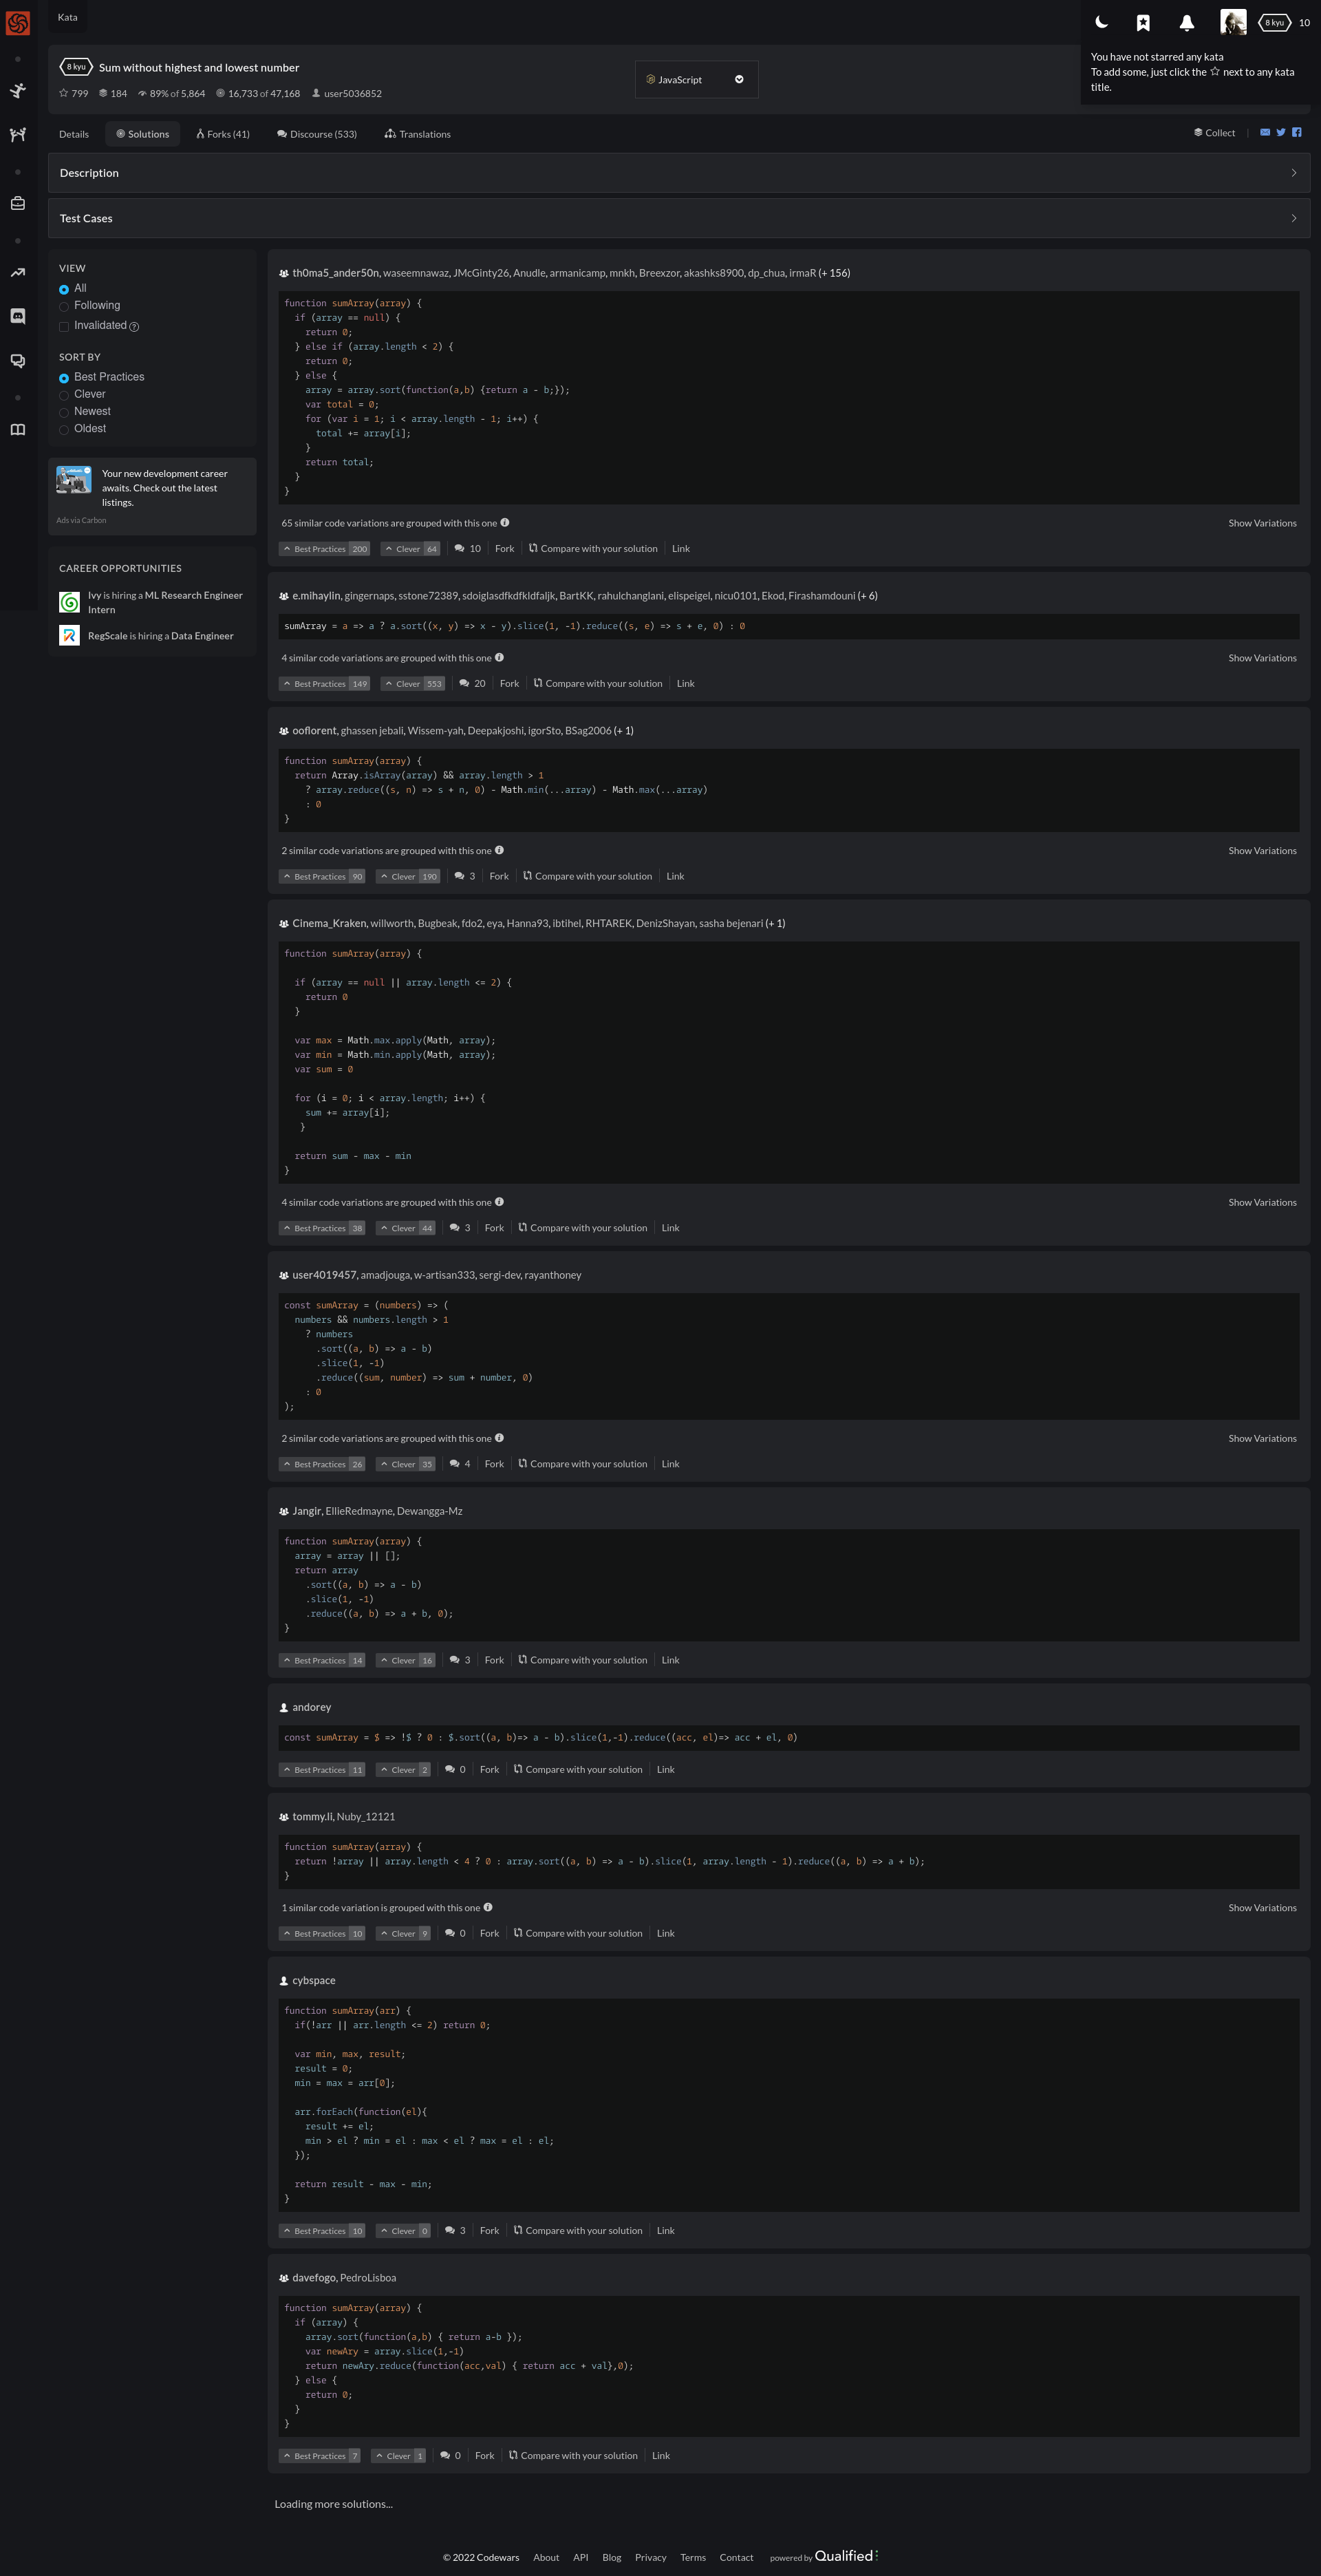 Kata
8 kyu
10
You have not starred any kata
To add some, just click the ☆ next to any kata
title.
8 kyu Sum without highest and lowest number
799 184 89% of 5,864 16,733 of 47,168 user5036852
JavaScript
Details Solutions Forks (41) Discourse (533) Translations
Collect
Description
Test Cases
VIEW
All
Following
Invalidated
SORT BY
Best Practices
Clever
Newest
Oldest
Your new development career
awaits. Check out the latest
listings.
Ads via Carbon
CAREER OPPORTUNITIES
Ivy is hiring a ML Research Engineer
Intern
RegScale is hiring a Data Engineer
th0ma5_ander50n, waseemnawaz, JMcGinty26, Anudle, armanicamp, mnkh, Breexzor, akashks8900, dp_chua, irmaR (+ 156)
function sumArray(array) {
  if (array == null) {
    return 0;
  } else if (array.length < 2) {
    return 0;
  } else {
    array = array.sort(function(a,b) {return a - b;});
    var total = 0;
    for (var i = 1; i < array.length - 1; i++) {
      total += array[i];
    }
    return total;
  }
}
65 similar code variations are grouped with this one Show Variations
Best Practices 200 Clever 64 10 Fork Compare with your solution Link
e.mihaylin, gingernaps, sstone72389, sdoiglasdfkdfkldfaljk, BartKK, rahulchanglani, elispeigel, nicu0101, Ekod, Firashamdouni (+ 6)
sumArray = a => a ? a.sort((x, y) => x - y).slice(1, -1).reduce((s, e) => s + e, 0) : 0
4 similar code variations are grouped with this one Show Variations
Best Practices 149 Clever 553 20 Fork Compare with your solution Link
ooflorent, ghassen jebali, Wissem-yah, Deepakjoshi, igorSto, BSag2006 (+ 1)
function sumArray(array) {
  return Array.isArray(array) && array.length > 1
    ? array.reduce((s, n) => s + n, 0) - Math.min(...array) - Math.max(...array)
    : 0
}
2 similar code variations are grouped with this one Show Variations
Best Practices 90 Clever 190 3 Fork Compare with your solution Link
Cinema_Kraken, willworth, Bugbeak, fdo2, eya, Hanna93, ibtihel, RHTAREK, DenizShayan, sasha bejenari (+ 1)
function sumArray(array) {
  if (array == null || array.length <= 2) {
    return 0
  }
  var max = Math.max.apply(Math, array);
  var min = Math.min.apply(Math, array);
  var sum = 0
  for (i = 0; i < array.length; i++) {
    sum += array[i];
   }
  return sum - max - min
}
4 similar code variations are grouped with this one Show Variations
Best Practices 38 Clever 44 3 Fork Compare with your solution Link
user4019457, amadjouga, w-artisan333, sergi-dev, rayanthoney
const sumArray = (numbers) => (
  numbers && numbers.length > 1
    ? numbers
      .sort((a, b) => a - b)
      .slice(1, -1)
      .reduce((sum, number) => sum + number, 0)
    : 0
);
2 similar code variations are grouped with this one Show Variations
Best Practices 26 Clever 35 4 Fork Compare with your solution Link
Jangir, EllieRedmayne, Dewangga-Mz
function sumArray(array) {
  array = array || [];
  return array
    .sort((a, b) => a - b)
    .slice(1, -1)
    .reduce((a, b) => a + b, 0);
}
Best Practices 14 Clever 16 3 Fork Compare with your solution Link
andorey
const sumArray = $ => !$ ? 0 : $.sort((a, b)=> a - b).slice(1,-1).reduce((acc, el)=> acc + el, 0)
Best Practices 11 Clever 2 0 Fork Compare with your solution Link
tommy.li, Nuby_12121
function sumArray(array) {
  return !array || array.length < 4 ? 0 : array.sort((a, b) => a - b).slice(1, array.length - 1).reduce((a, b) => a + b);
}
1 similar code variation is grouped with this one Show Variations
Best Practices 10 Clever 9 0 Fork Compare with your solution Link
cybspace
function sumArray(arr) {
  if(!arr || arr.length <= 2) return 0;
  var min, max, result;
  result = 0;
  min = max = arr[0];
  arr.forEach(function(el){
    result += el;
    min > el ? min = el : max < el ? max = el : el;
  });
  return result - max - min;
}
Best Practices 10 Clever 0 3 Fork Compare with your solution Link
davefogo, PedroLisboa
function sumArray(array) {
  if (array) {
    array.sort(function(a,b) { return a-b });
    var newAry = array.slice(1,-1)
    return newAry.reduce(function(acc,val) { return acc + val},0);
  } else {
    return 0;
  }
}
Best Practices 7 Clever 1 0 Fork Compare with your solution Link
Loading more solutions...
© 2022 Codewars About API Blog Privacy Terms Contact powered by Qualified